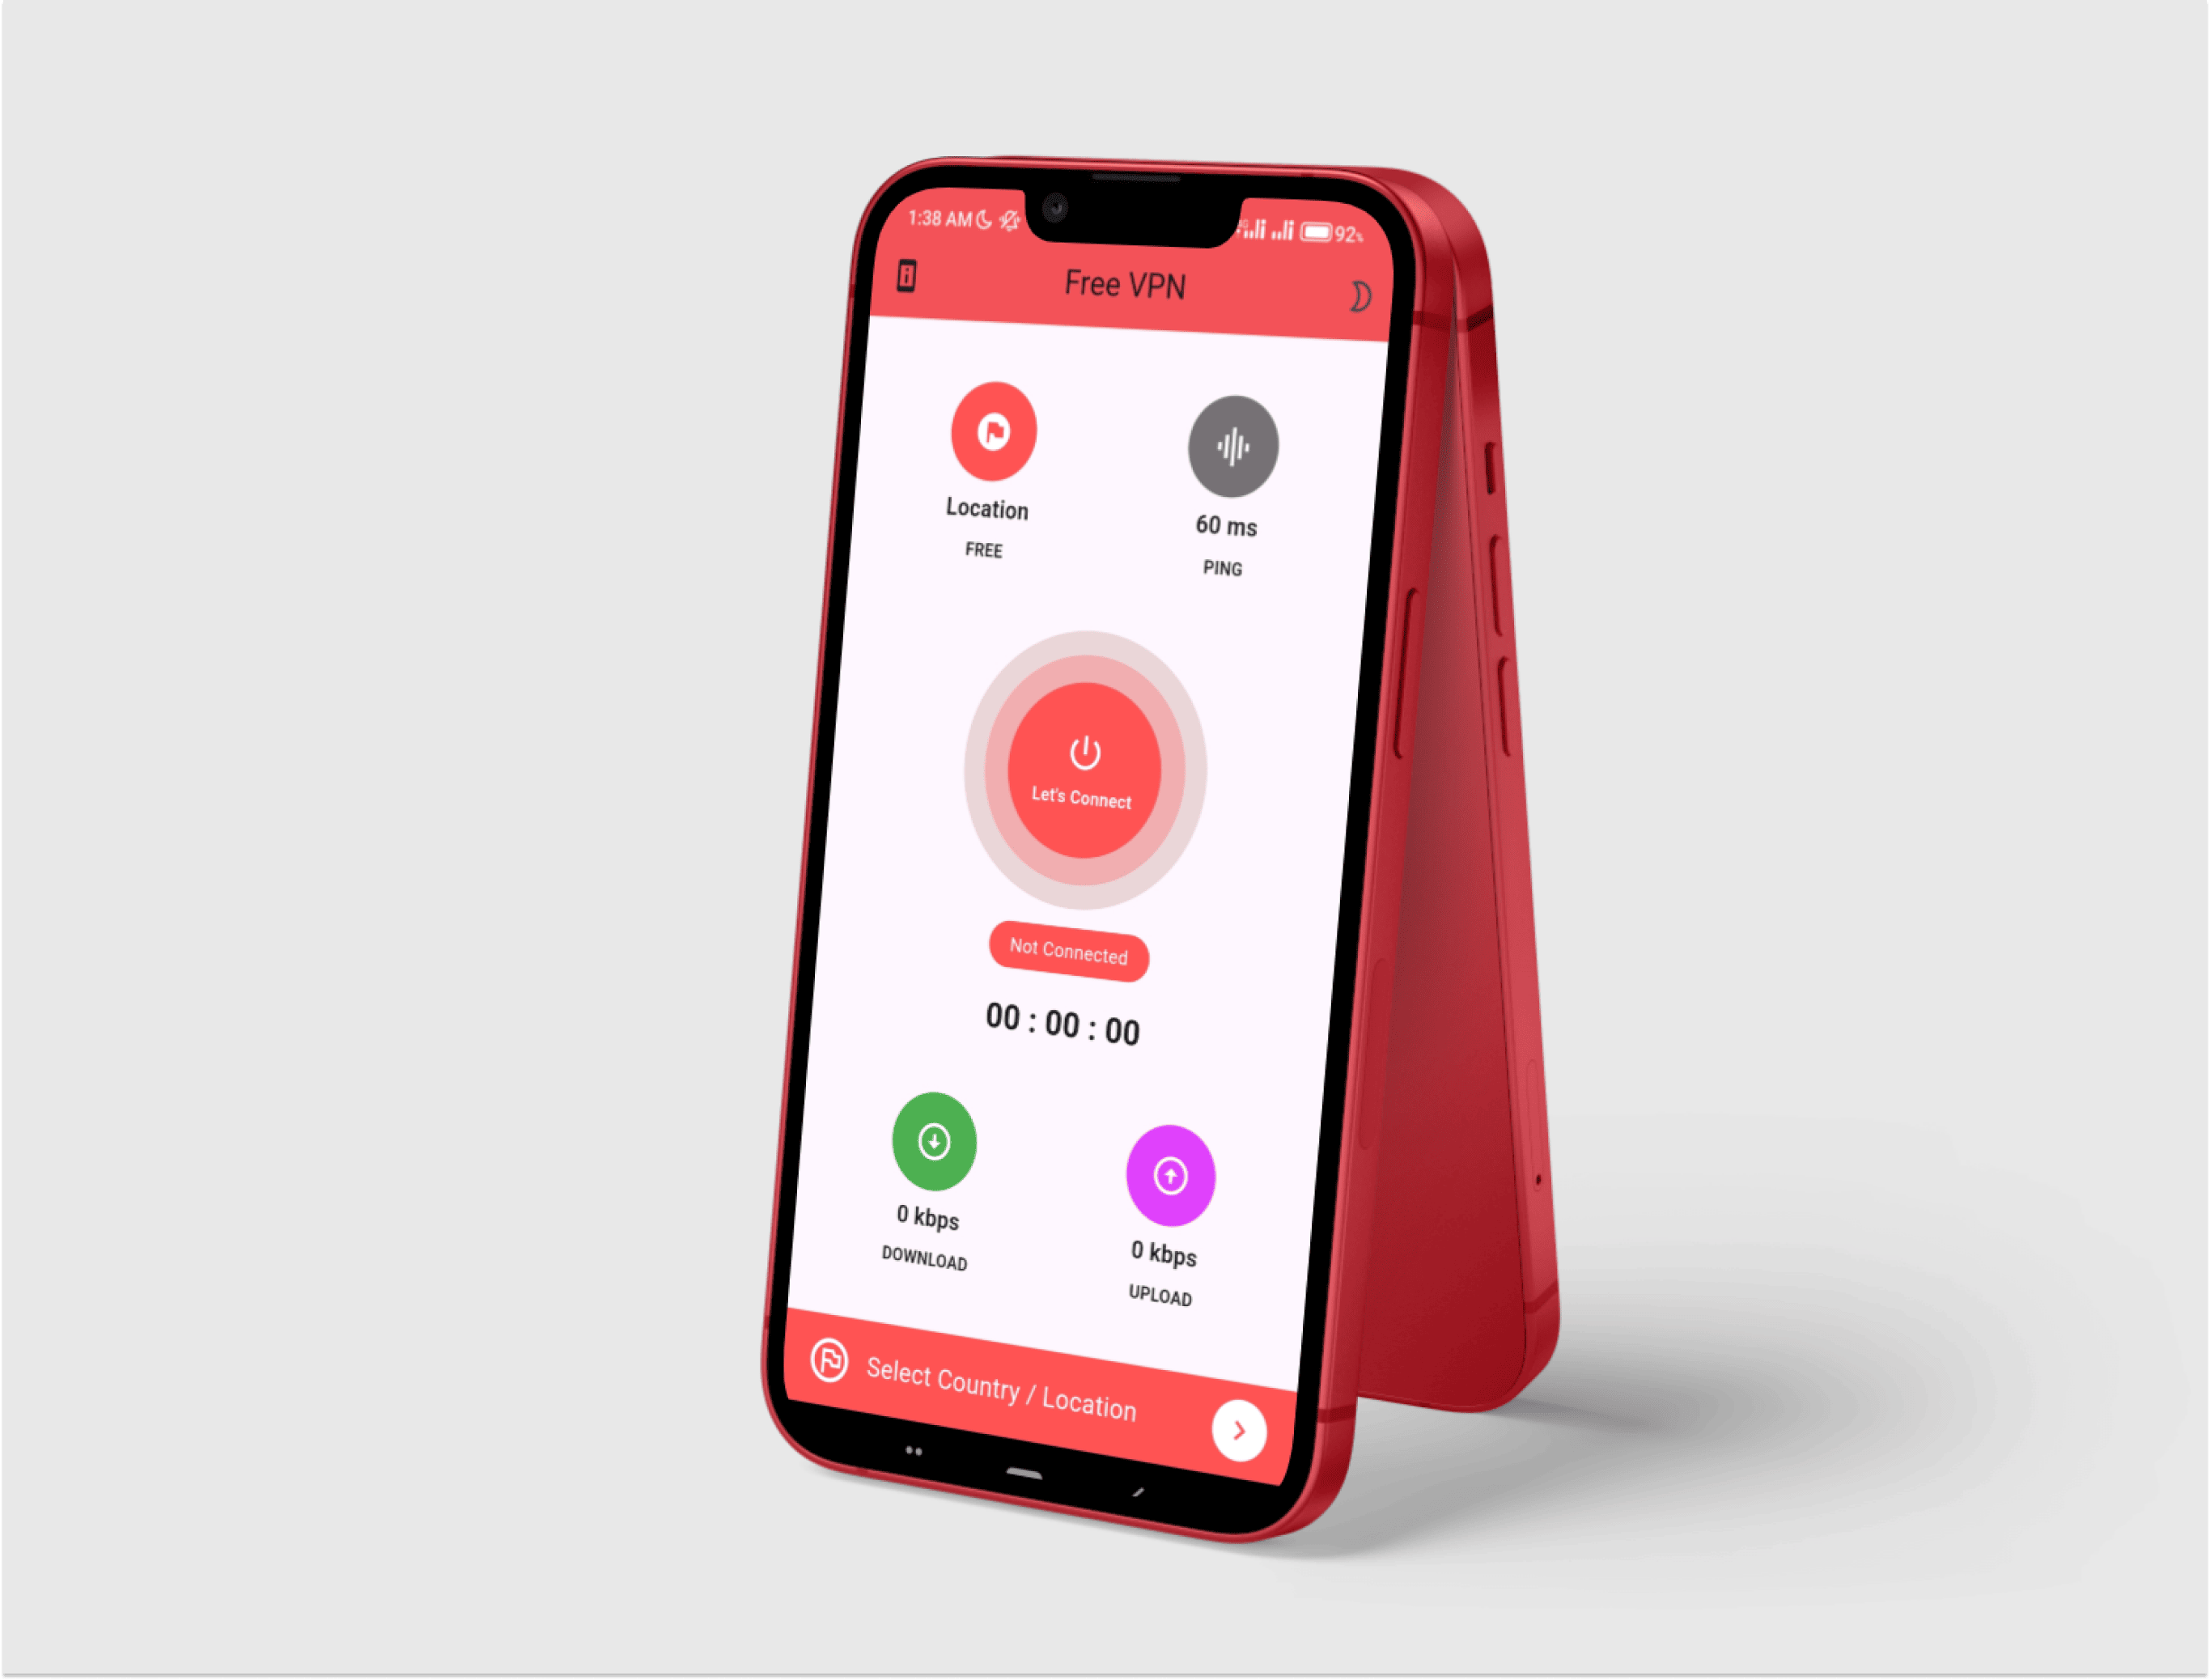 1:38 AM
92%
Free VPN
Location
FREE
60 ms
PING
Let's Connect
Not Connected
00 : 00 : 00
0 kbps
DOWNLOAD
0 kbps
UPLOAD
Select Country / Location